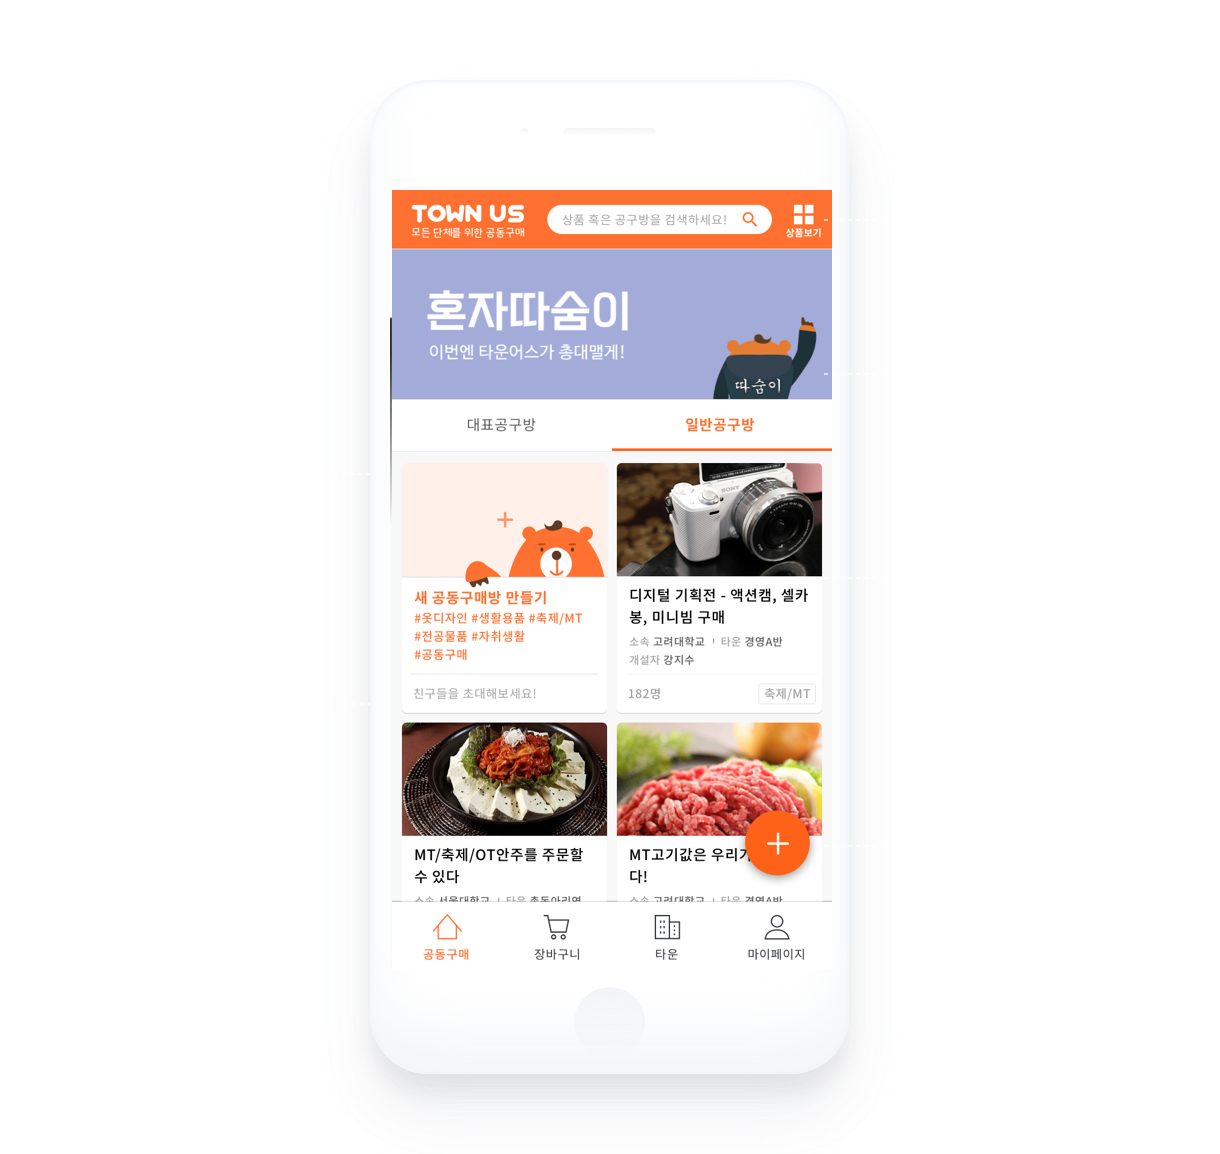 TOWN US
모든 단체를 위한 공동구매
상품 혹은 공구방을 검색하세요!
상품보기
혼자따숨이
이번엔 타운어스가 총대맬게!
따숨이
대표공구방
일반공구방
새 공동구매방 만들기
#옷디자인 #생활용품 #축제/MT
#전공물품 #자취생활
#공동구매
친구들을 초대해보세요!
SONY
디지털 기획전 - 액션캠, 셀카
봉, 미니빔 구매
소속 고려대학교 ㅣ 타운 경영A반
개설자 강지수
182명
축제/MT
MT/축제/OT안주를 주문할
수 있다
소속 서울대학교 ㅣ 타운
MT고기값은 우리가
다!
소속 고려대학교 ㅣ 타운 경영A반
공동구매
장바구니
타운
마이페이지